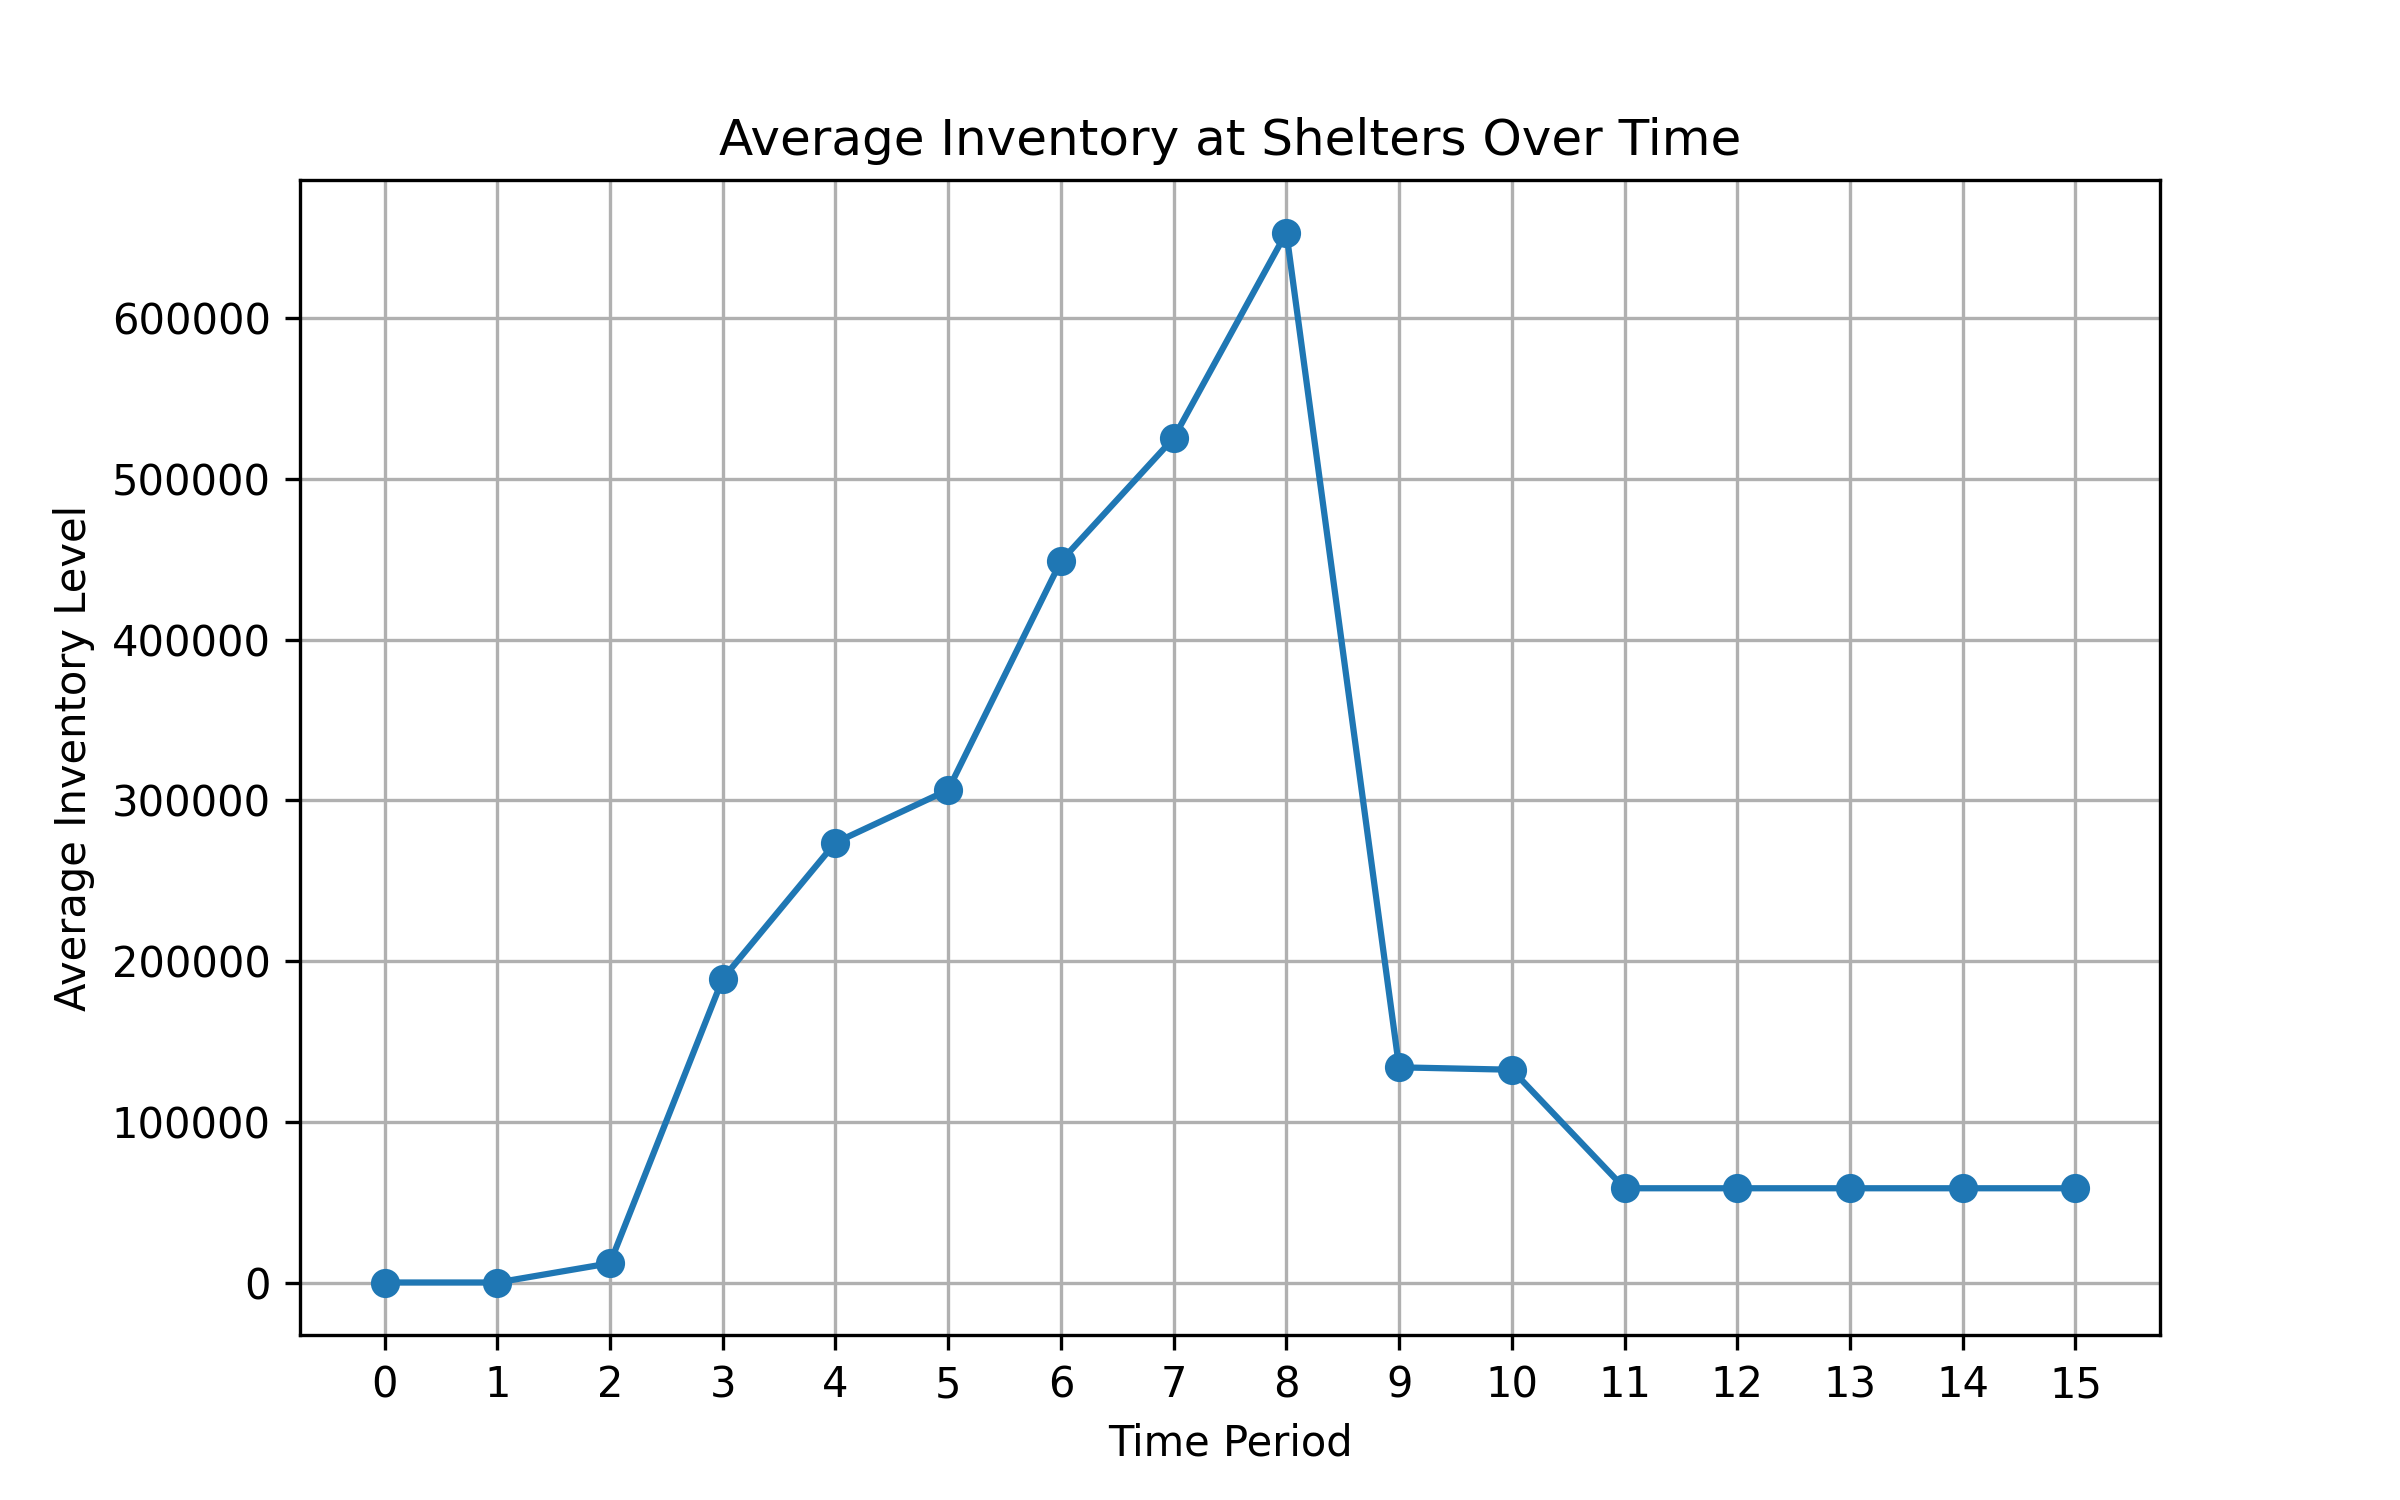 Average Inventory at Shelters Over Time
Average Inventory Level
600000
500000
400000
300000
200000
100000
0
0 1 2 3 4 5 6 7 8 9 10 11 12 13 14 15
Time Period